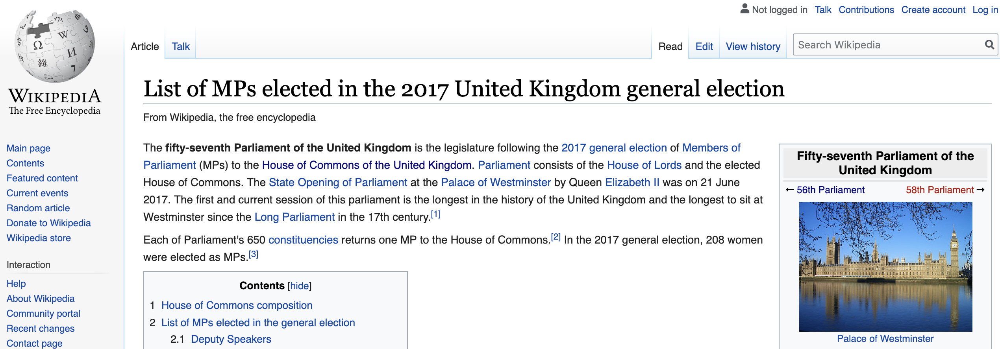 Not logged in Talk Contributions Create account Log in
Article Talk Read Edit View history Search Wikipedia
Ω W И 維 ウィ
WIKIPEDIA
The Free Encyclopedia
Main page
Contents
Featured content
Current events
Random article
Donate to Wikipedia
Wikipedia store
Interaction
Help
About Wikipedia
Community portal
Recent changes
Contact page
List of MPs elected in the 2017 United Kingdom general election
From Wikipedia, the free encyclopedia
The fifty-seventh Parliament of the United Kingdom is the legislature following the 2017 general election of Members of
Parliament (MPs) to the House of Commons of the United Kingdom. Parliament consists of the House of Lords and the elected
House of Commons. The State Opening of Parliament at the Palace of Westminster by Queen Elizabeth II was on 21 June
2017. The first and current session of this parliament is the longest in the history of the United Kingdom and the longest to sit at
Westminster since the Long Parliament in the 17th century.[1]
Each of Parliament's 650 constituencies returns one MP to the House of Commons.[2] In the 2017 general election, 208 women
were elected as MPs.[3]
Contents [hide]
1 House of Commons composition
2 List of MPs elected in the general election
2.1 Deputy Speakers
Fifty-seventh Parliament of the
United Kingdom
← 56th Parliament 58th Parliament →
Palace of Westminster